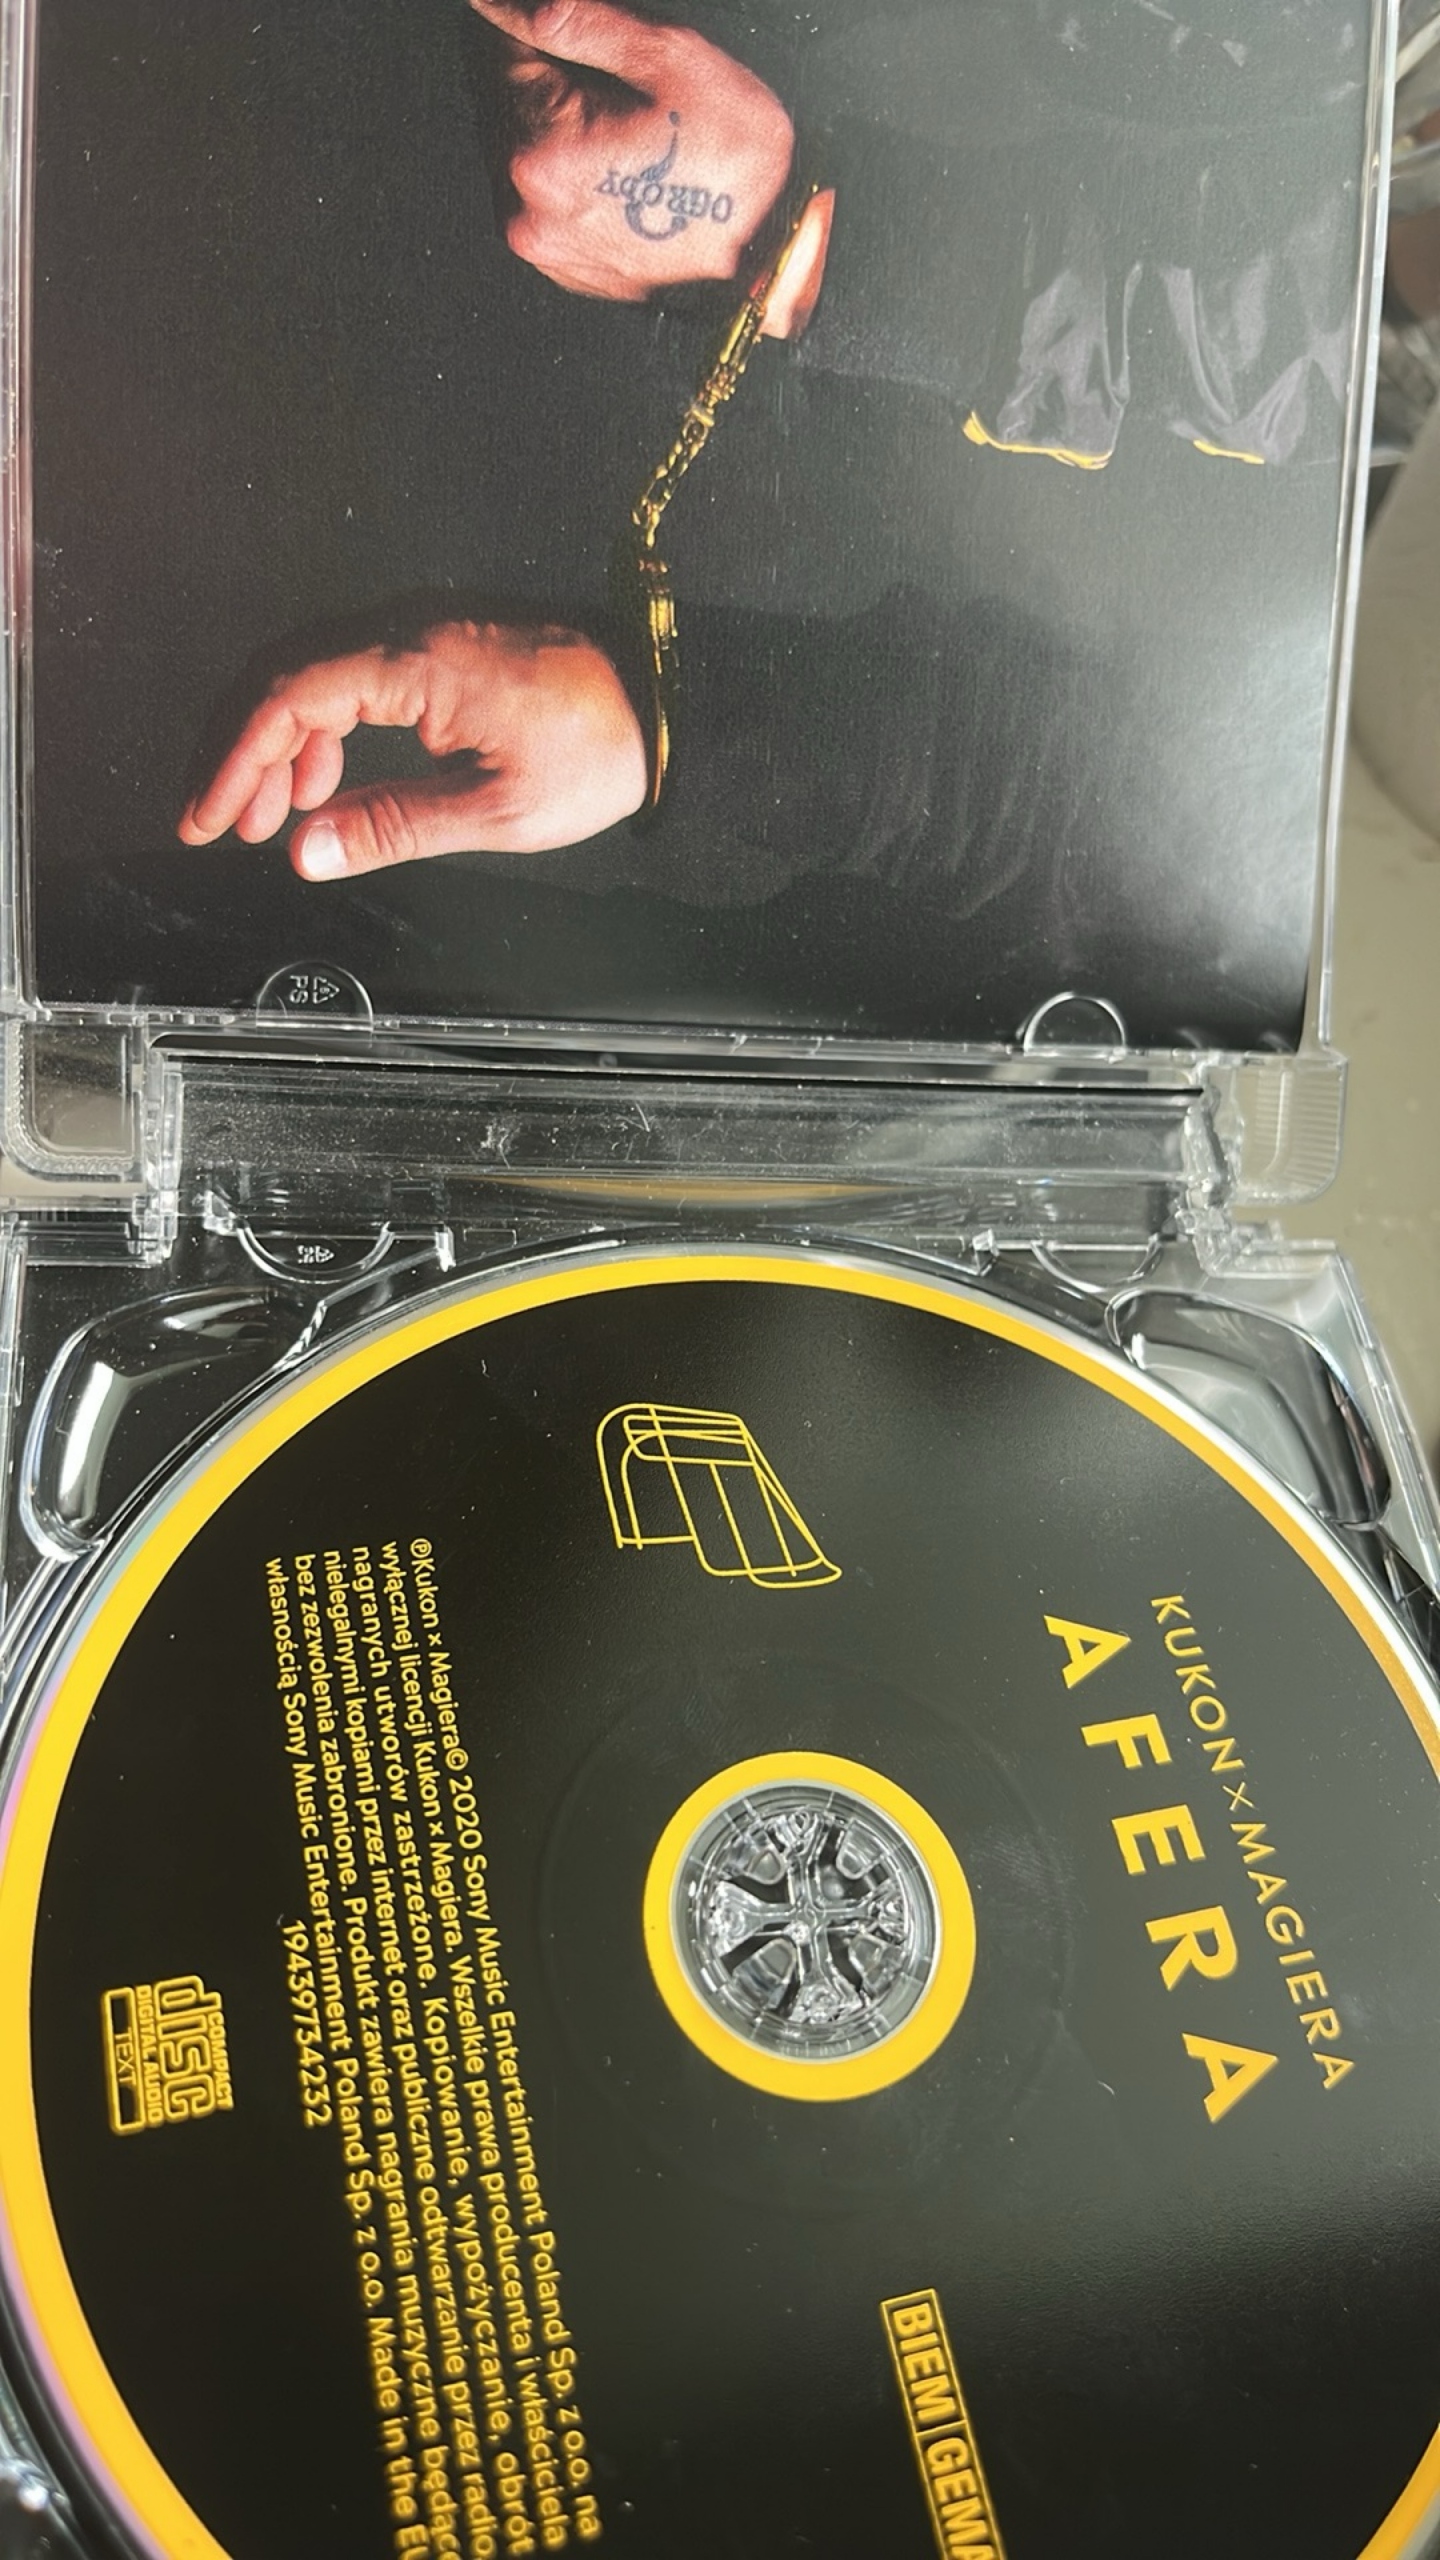 OGRODY
PS
KUKON × MAGIERA
AFERA
BIEM GEMA
℗Kukon x Magiera© 2020 Sony Music Entertainment Poland Sp. z o.o. na
wyłącznej licencji Kukon x Magiera. Wszelkie prawa producenta i właściciela
nagranych utworów zastrzeżone. Kopiowanie, wypożyczanie, obrót
nielegalnymi kopiami przez internet oraz publiczne odtwarzanie przez radio
bez zezwolenia zabronione. Produkt zawiera nagrania muzyczne będące
własnością Sony Music Entertainment Poland Sp. z o.o. Made in the EU
19439734232
COMPACT
disc
DIGITAL AUDIO
TEXT